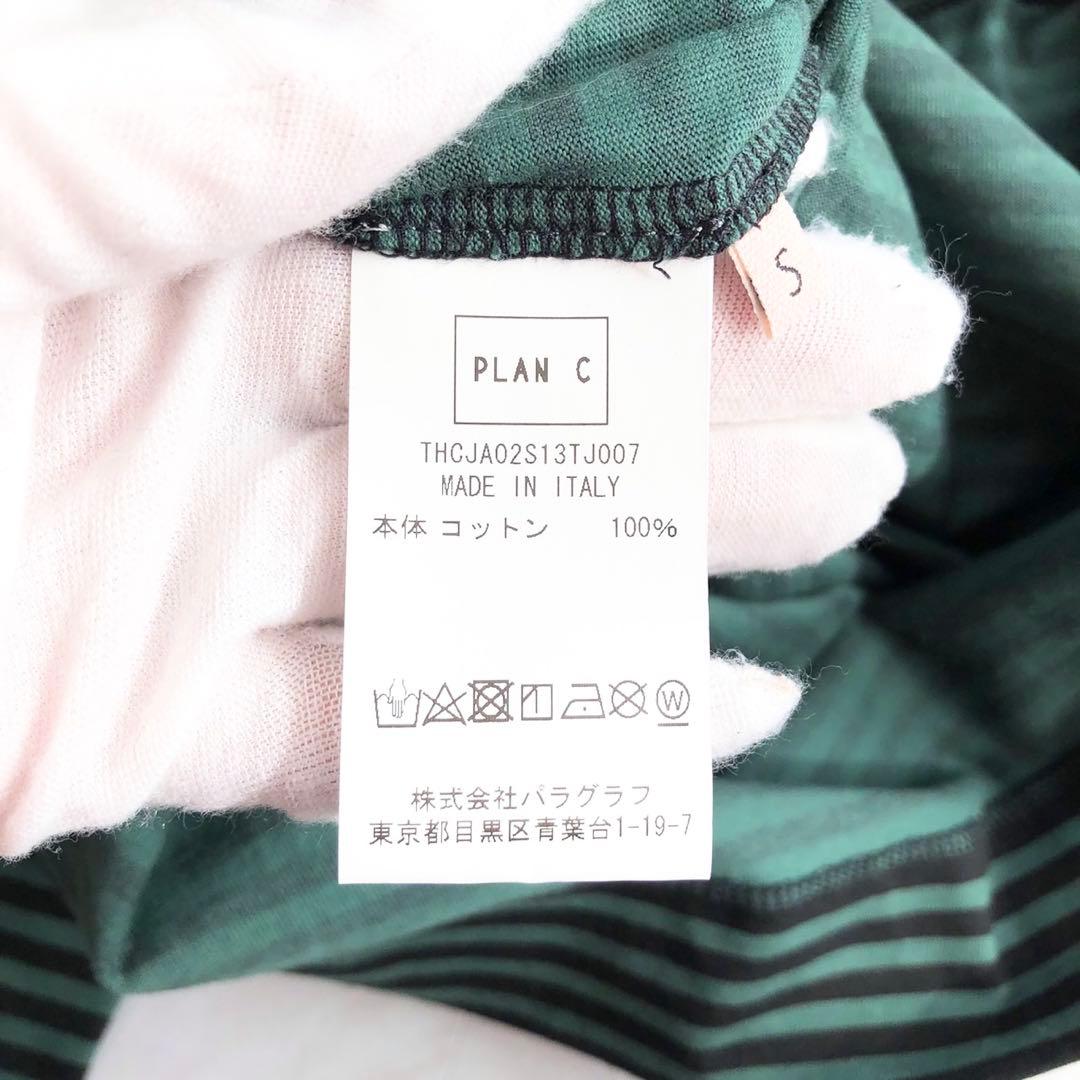 S
PLAN C
THCJA02S13TJ007
MADE IN ITALY
本体 コットン 100%
W
株式会社パラグラフ
東京都目黒区青葉台1-19-7